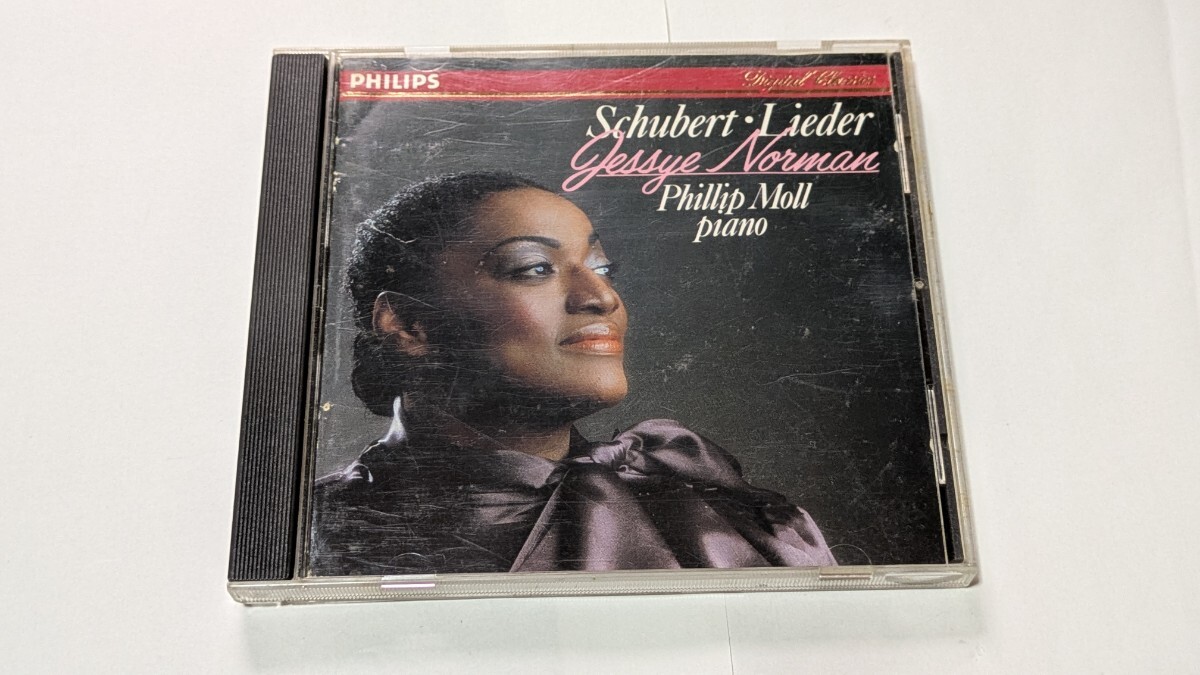 PHILIPS
Digital Classics
Schubert · Lieder
Jessye Norman
Phillip Moll
piano